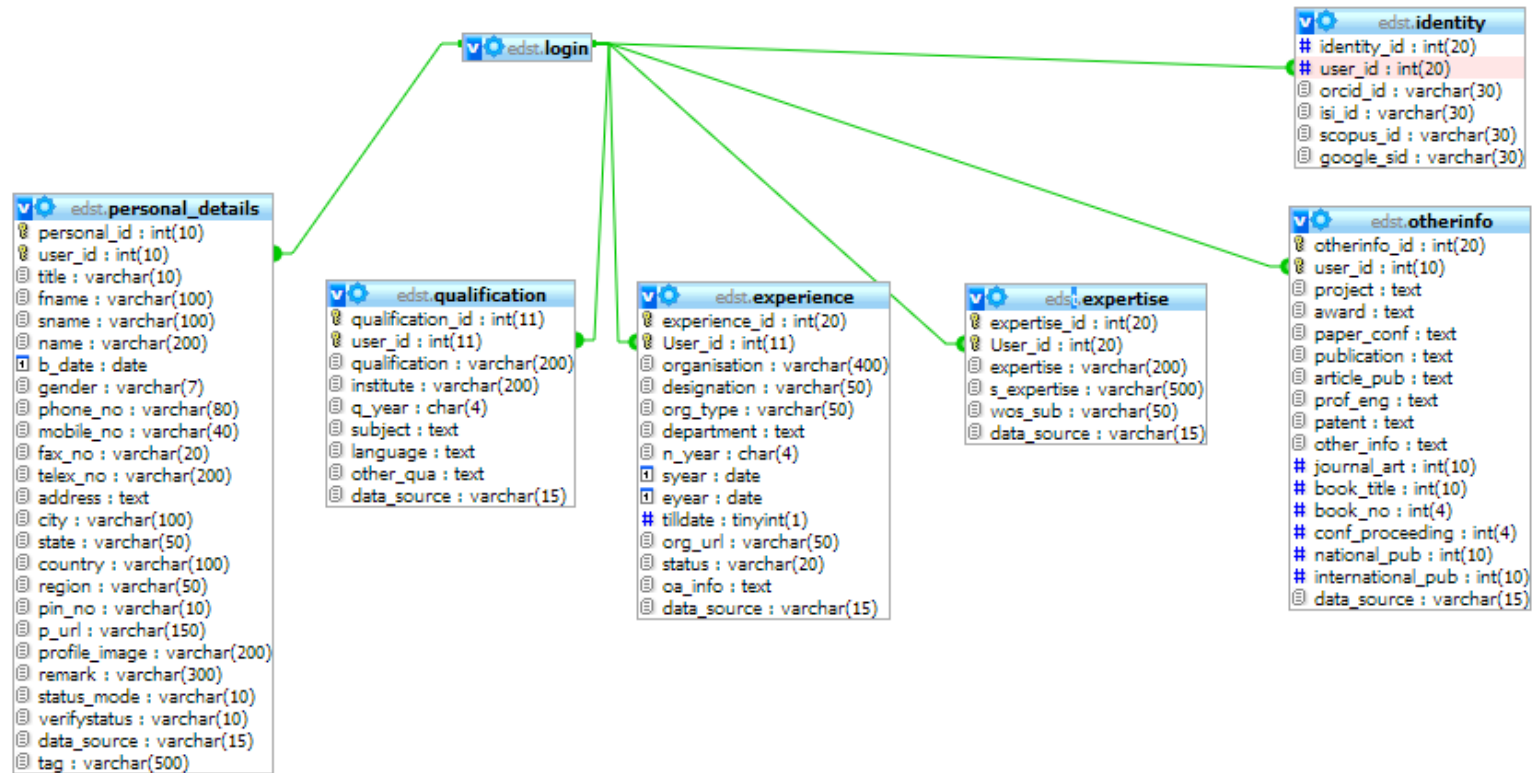 edst.login
edst.identity
identity_id : int(20)
user_id : int(20)
orcid_id : varchar(30)
isi_id : varchar(30)
scopus_id : varchar(30)
google_sid : varchar(30)
edst.personal_details
personal_id : int(10)
user_id : int(10)
title : varchar(10)
fname : varchar(100)
sname : varchar(100)
name : varchar(200)
b_date : date
gender : varchar(7)
phone_no : varchar(80)
mobile_no : varchar(40)
fax_no : varchar(20)
telex_no : varchar(200)
address : text
city : varchar(100)
state : varchar(50)
country : varchar(100)
region : varchar(50)
pin_no : varchar(10)
p_url : varchar(150)
profile_image : varchar(200)
remark : varchar(300)
status_mode : varchar(10)
verifystatus : varchar(10)
data_source : varchar(15)
tag : varchar(500)
edst.qualification
qualification_id : int(11)
user_id : int(11)
qualification : varchar(200)
institute : varchar(200)
q_year : char(4)
subject : text
language : text
other_qua : text
data_source : varchar(15)
edst.experience
experience_id : int(20)
User_id : int(11)
organisation : varchar(400)
designation : varchar(50)
org_type : varchar(50)
department : text
n_year : char(4)
syear : date
eyear : date
tilldate : tinyint(1)
org_url : varchar(50)
status : varchar(20)
oa_info : text
data_source : varchar(15)
edst.expertise
expertise_id : int(20)
User_id : int(20)
expertise : varchar(200)
s_expertise : varchar(500)
wos_sub : varchar(50)
data_source : varchar(15)
edst.otherinfo
otherinfo_id : int(20)
user_id : int(10)
project : text
award : text
paper_conf : text
publication : text
article_pub : text
prof_eng : text
patent : text
other_info : text
journal_art : int(10)
book_title : int(10)
book_no : int(4)
conf_proceeding : int(4)
national_pub : int(10)
international_pub : int(10)
data_source : varchar(15)